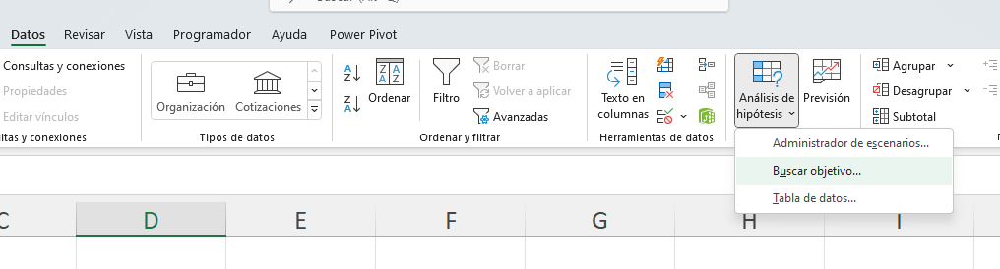 Datos Revisar Vista Programador Ayuda Power Pivot
Consultas y conexiones
Propiedades
Editar vínculos
Organización
Cotizaciones
Ordenar
Filtro
Borrar
Volver a aplicar
Avanzadas
Texto en
columnas
Análisis de
hipótesis
Previsión
Agrupar
Desagrupar
Subtotal
y conexiones
Tipos de datos
Ordenar y filtrar
Herramientas de datos
Administrador de escenarios...
Buscar objetivo...
Tabla de datos...
C D E F G H I